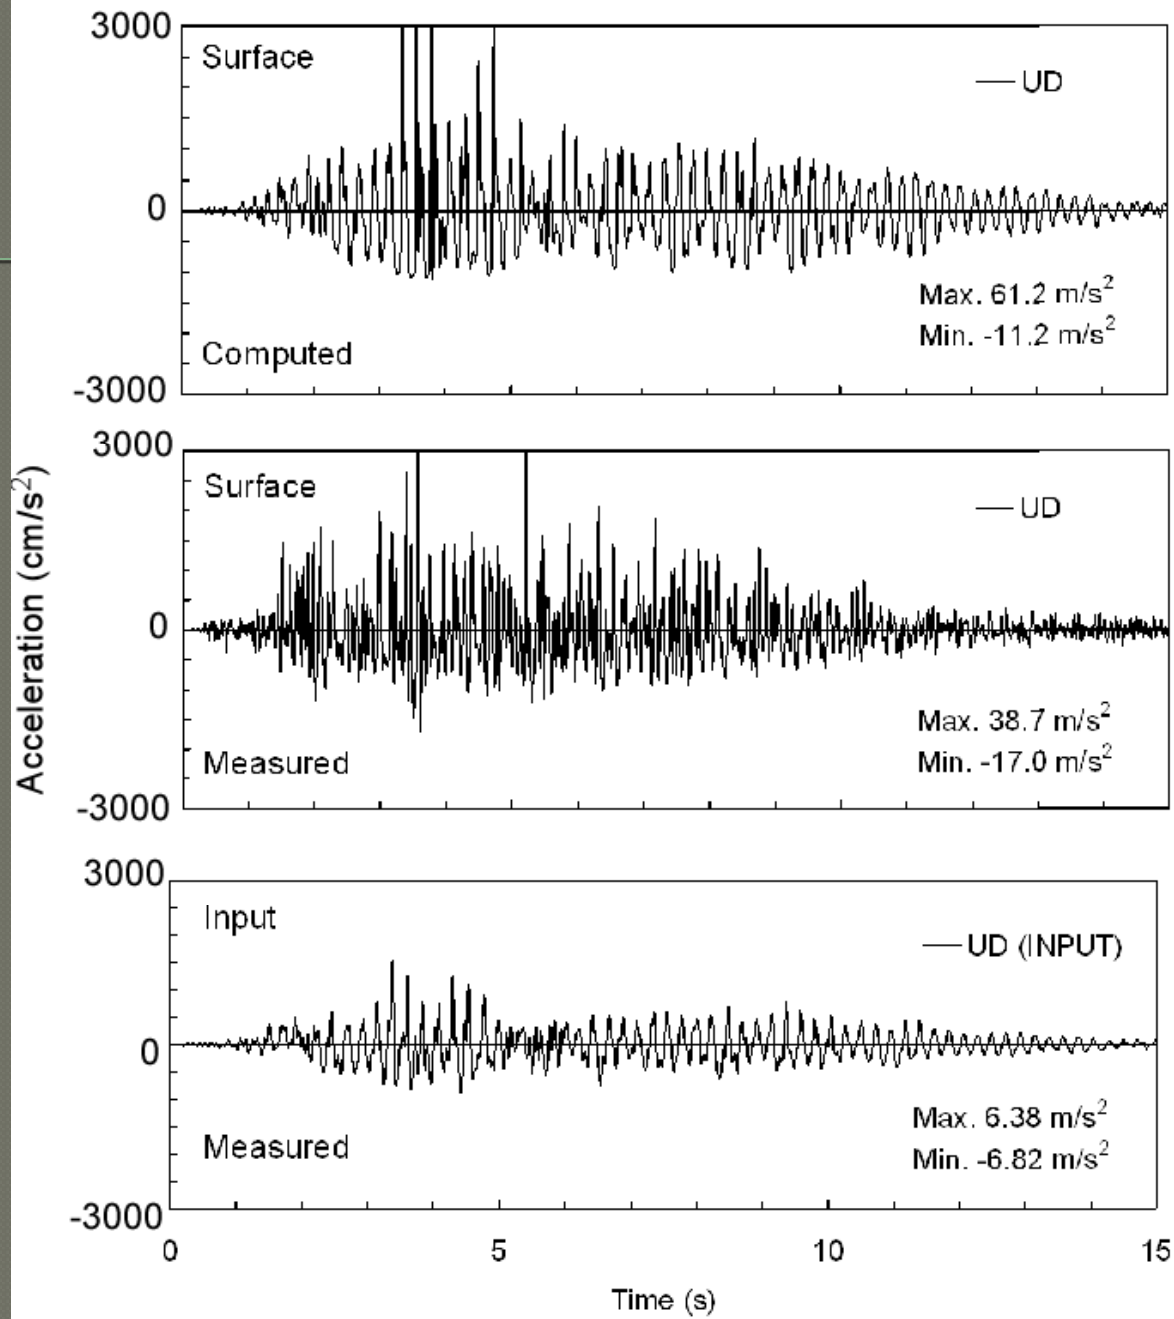 3000
Surface
UD
0
Max. 61.2 m/s²
Min. -11.2 m/s²
Computed
-3000
3000
Surface
UD
0
Max. 38.7 m/s²
Min. -17.0 m/s²
Measured
-3000
Acceleration (cm/s²)
3000
Input
UD (INPUT)
0
Max. 6.38 m/s²
Min. -6.82 m/s²
Measured
-3000
0 5 10 15
Time (s)